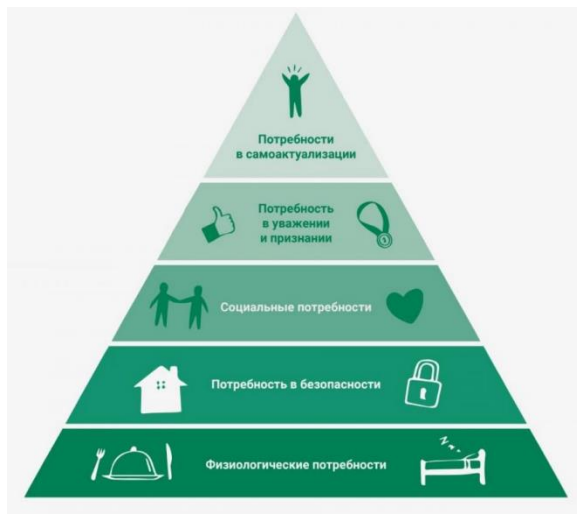 Потребности
в самоактуализации
Потребность
в уважении
и признании
Социальные потребности
Потребность в безопасности
Физиологические потребности